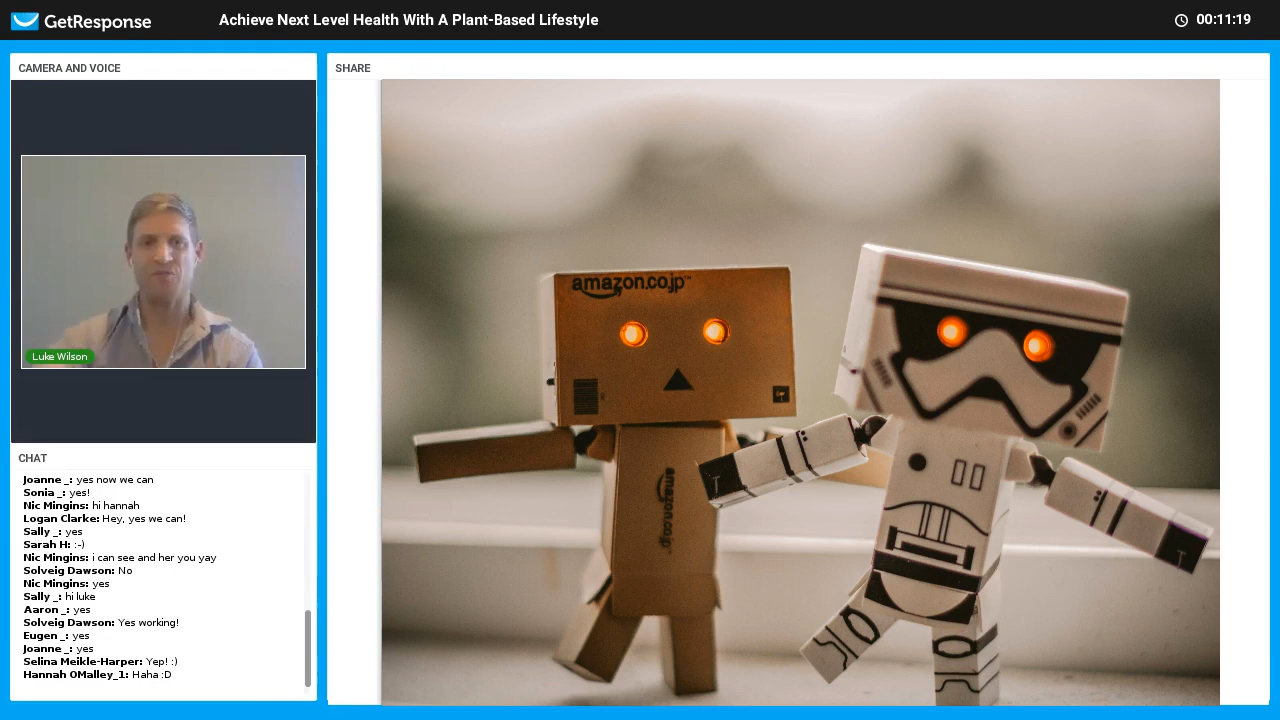 GetResponse
Achieve Next Level Health With A Plant-Based Lifestyle
00:11:19
CAMERA AND VOICE
Luke Wilson
CHAT
Joanne _: yes now we can
Sonia _: yes!
Nic Mingins: hi hannah
Logan Clarke: Hey, yes we can!
Sally _: yes
Sarah H: :-)
Nic Mingins: i can see and her you yay
Solveig Dawson: No
Nic Mingins: yes
Sally _: hi luke
Aaron _: yes
Solveig Dawson: Yes working!
Eugen _: yes
Joanne _: yes
Selina Meikle-Harper: Yep! :)
Hannah OMalley_1: Haha :D
SHARE
amazon.co.jp™
amazon.co.jp